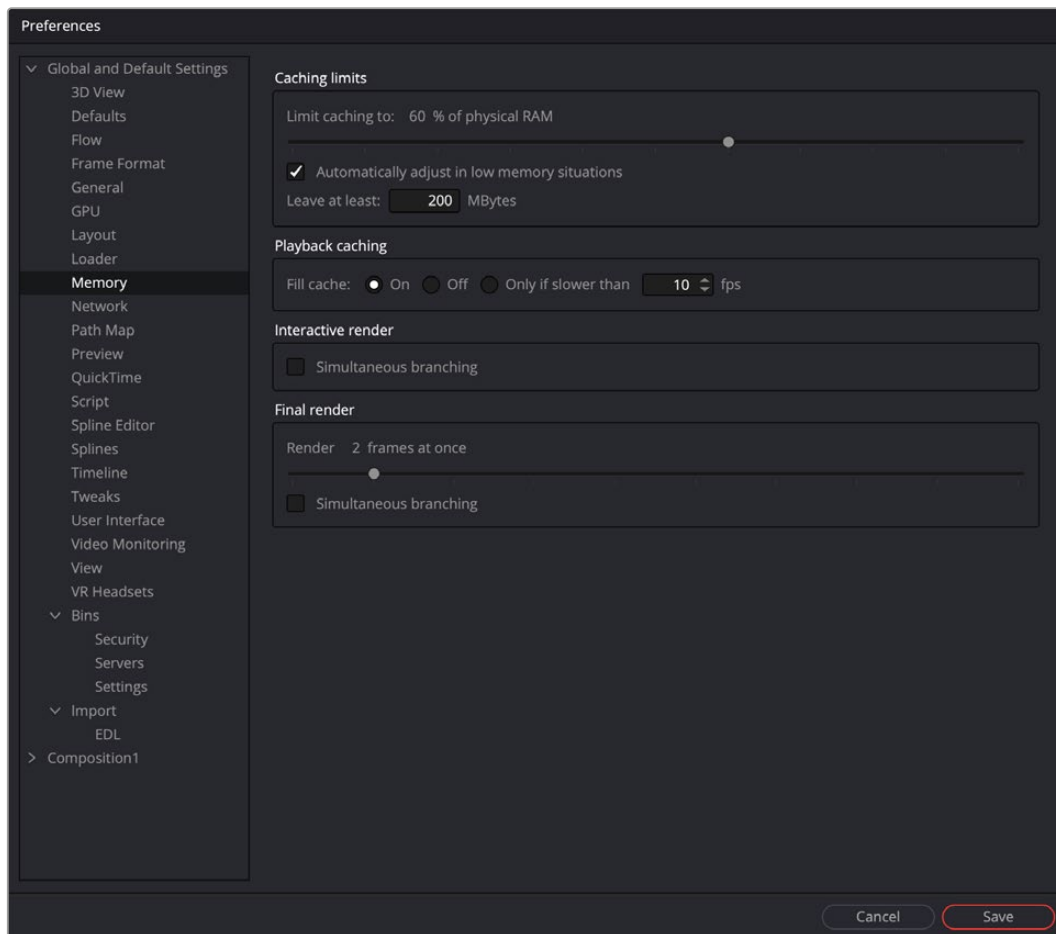 Preferences
Global and Default Settings
3D View
Defaults
Flow
Frame Format
General
GPU
Layout
Loader
Memory
Network
Path Map
Preview
QuickTime
Script
Spline Editor
Splines
Timeline
Tweaks
User Interface
Video Monitoring
View
VR Headsets
Bins
Security
Servers
Settings
Import
EDL
Composition1
Caching limits
Limit caching to: 60 % of physical RAM
Automatically adjust in low memory situations
Leave at least: 200 MBytes
Playback caching
Fill cache: On Off Only if slower than 10 fps
Interactive render
Simultaneous branching
Final render
Render 2 frames at once
Simultaneous branching
Cancel Save